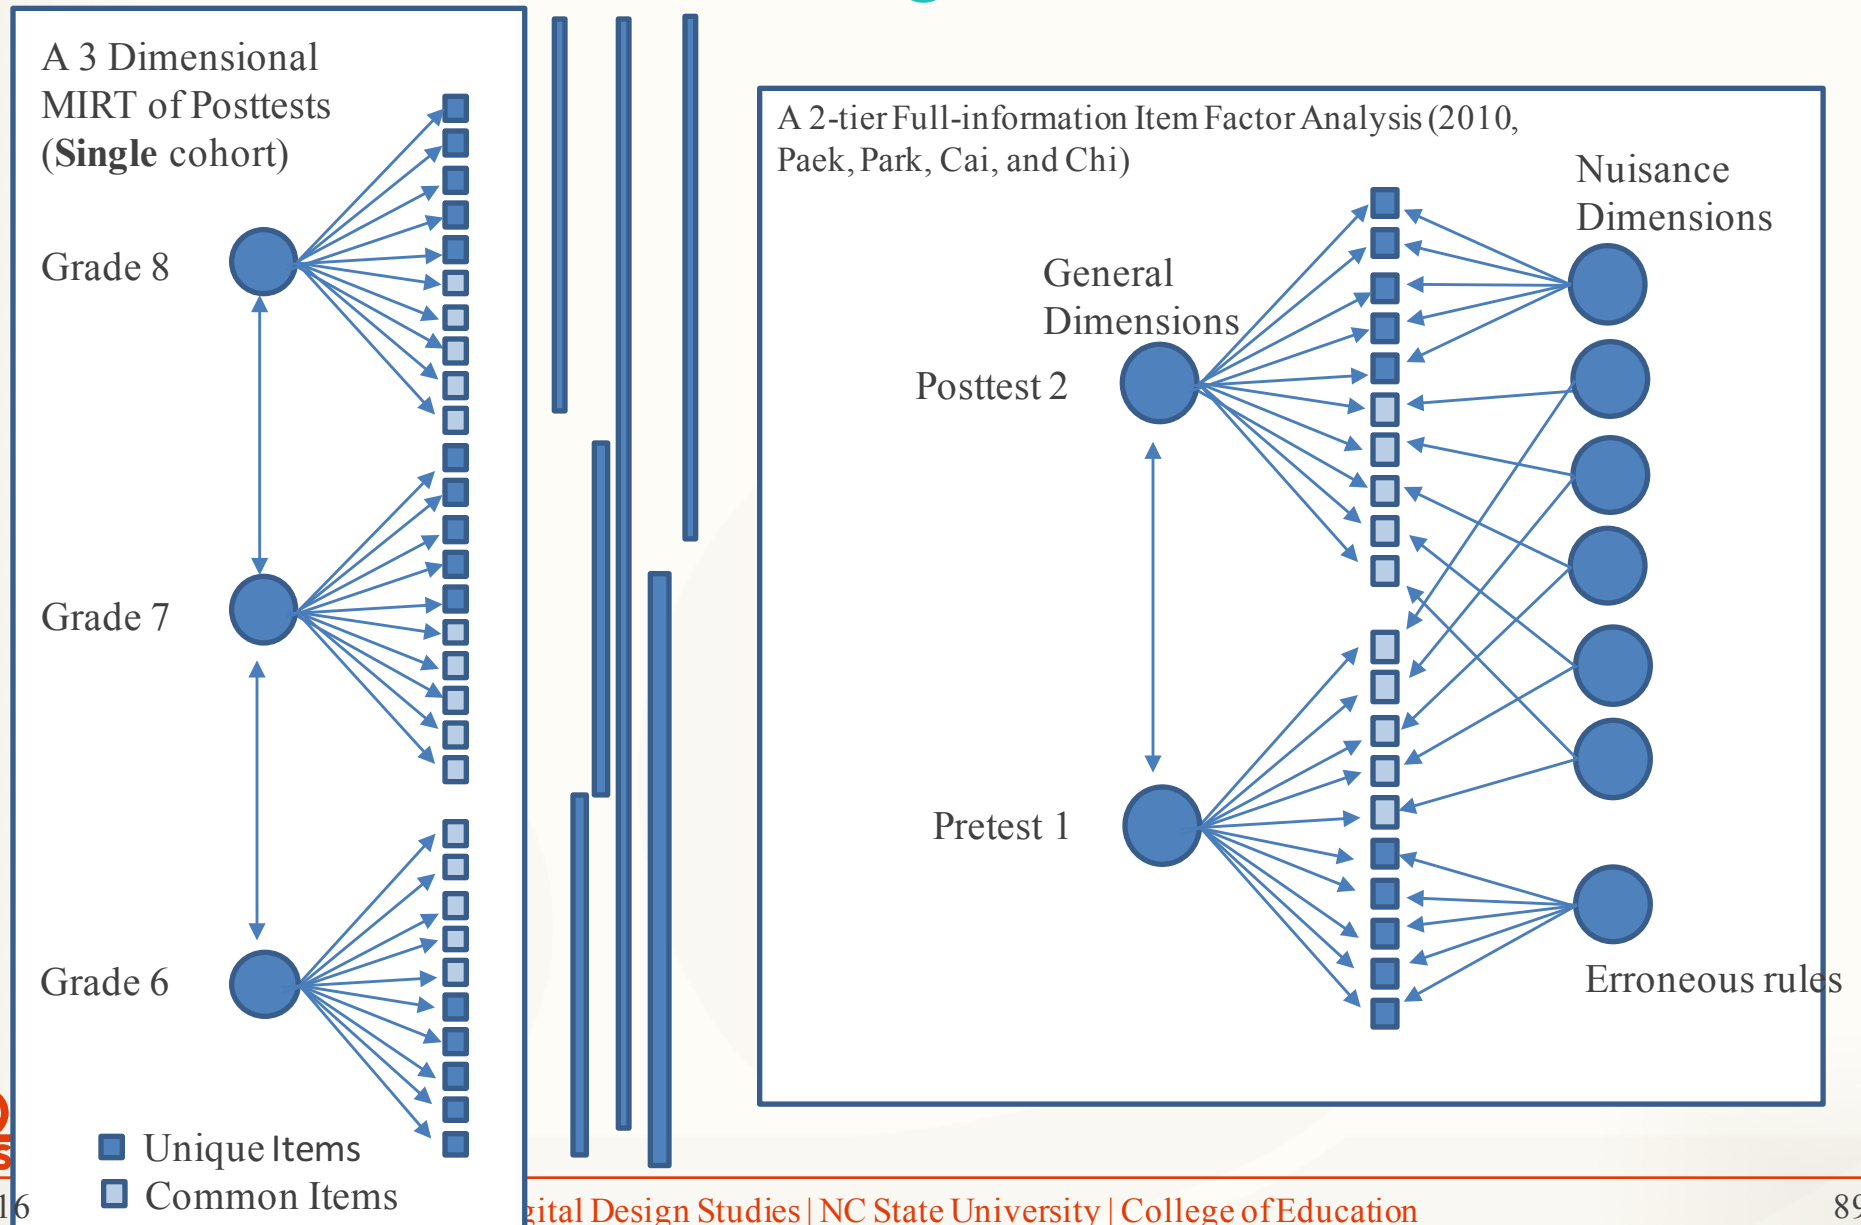 A 3 Dimensional
MIRT of Posttests
(Single cohort)
Grade 8
Grade 7
Grade 6
Unique Items
Common Items
A 2-tier Full-information Item Factor Analysis (2010,
Paek, Park, Cai, and Chi)
Nuisance
Dimensions
General
Dimensions
Posttest 2
Pretest 1
Erroneous rules
16
gital Design Studies | NC State University | College of Education
89